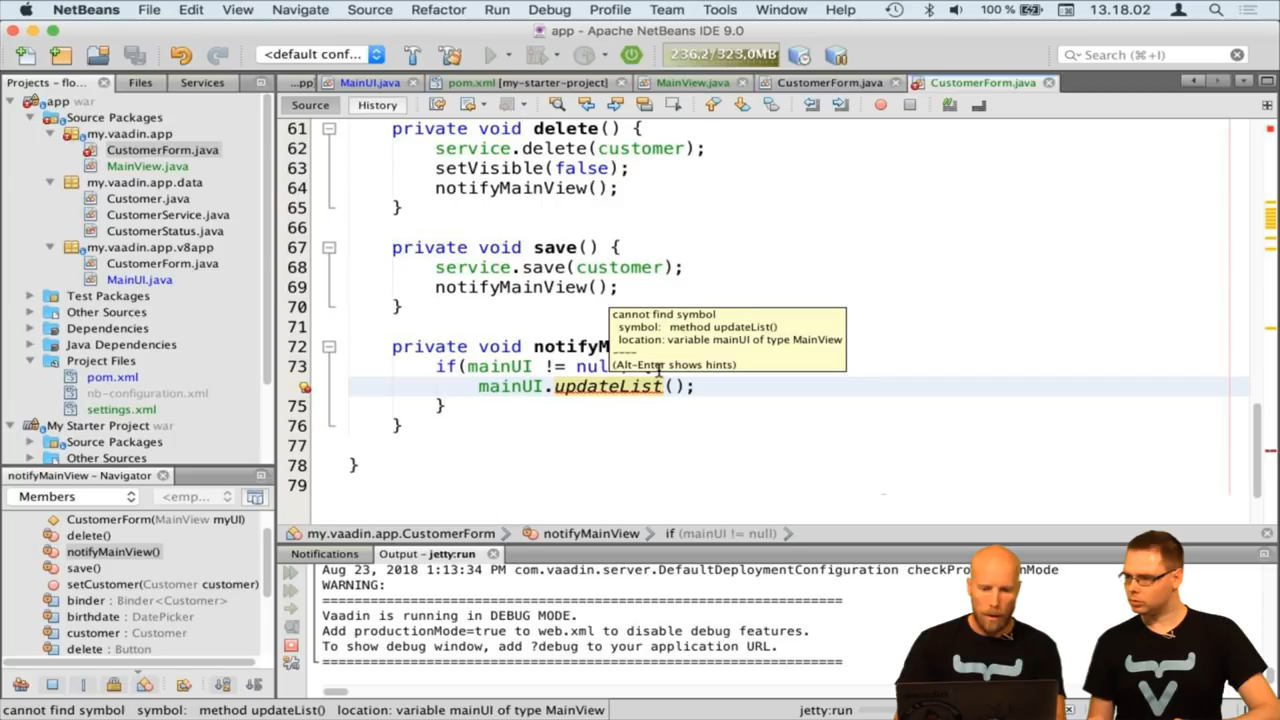 NetBeans File Edit View Navigate Source Refactor Run Debug Profile Team Tools Window Help 100 % 13.18.02
app - Apache NetBeans IDE 9.0
<default conf... 236,2/323,0MB Search (⌘+I)
Projects - flo... Files Services ...pp MainUI.java pom.xml [my-starter-project] MainView.java CustomerForm.java CustomerForm.java
app war
Source Packages
my.vaadin.app
CustomerForm.java
MainView.java
my.vaadin.app.data
Customer.java
CustomerService.java
CustomerStatus.java
my.vaadin.app.v8app
CustomerForm.java
MainUI.java
Test Packages
Other Sources
Dependencies
Java Dependencies
Project Files
pom.xml
nb-configuration.xml
settings.xml
My Starter Project war
Source Packages
Other Sources
Source History
61 private void delete() {
62 service.delete(customer);
63 setVisible(false);
64 notifyMainView();
65 }
66
67 private void save() {
68 service.save(customer);
69 notifyMainView();
70 }
71
72 private void notifyM
73 if(mainUI != nul
mainUI.updateList();
75 }
76 }
77
78 }
79
cannot find symbol
symbol: method updateList()
location: variable mainUI of type MainView
----
(Alt-Enter shows hints)
my.vaadin.app.CustomerForm notifyMainView if (mainUI != null)
notifyMainView - Navigator
Members <emp...
CustomerForm(MainView myUI)
delete()
notifyMainView()
save()
setCustomer(Customer customer)
binder : Binder<Customer>
birthdate : DatePicker
customer : Customer
delete : Button
Notifications Output - jetty:run
Aug 23, 2018 1:13:34 PM com.vaadin.server.DefaultDeploymentConfiguration checkPro nMode
WARNING:
=================================================
Vaadin is running in DEBUG MODE.
Add productionMode=true to web.xml to disable debug features.
To show debug window, add ?debug to your application URL.
=================================================
cannot find symbol symbol: method updateList() location: variable mainUI of type MainView jetty:run